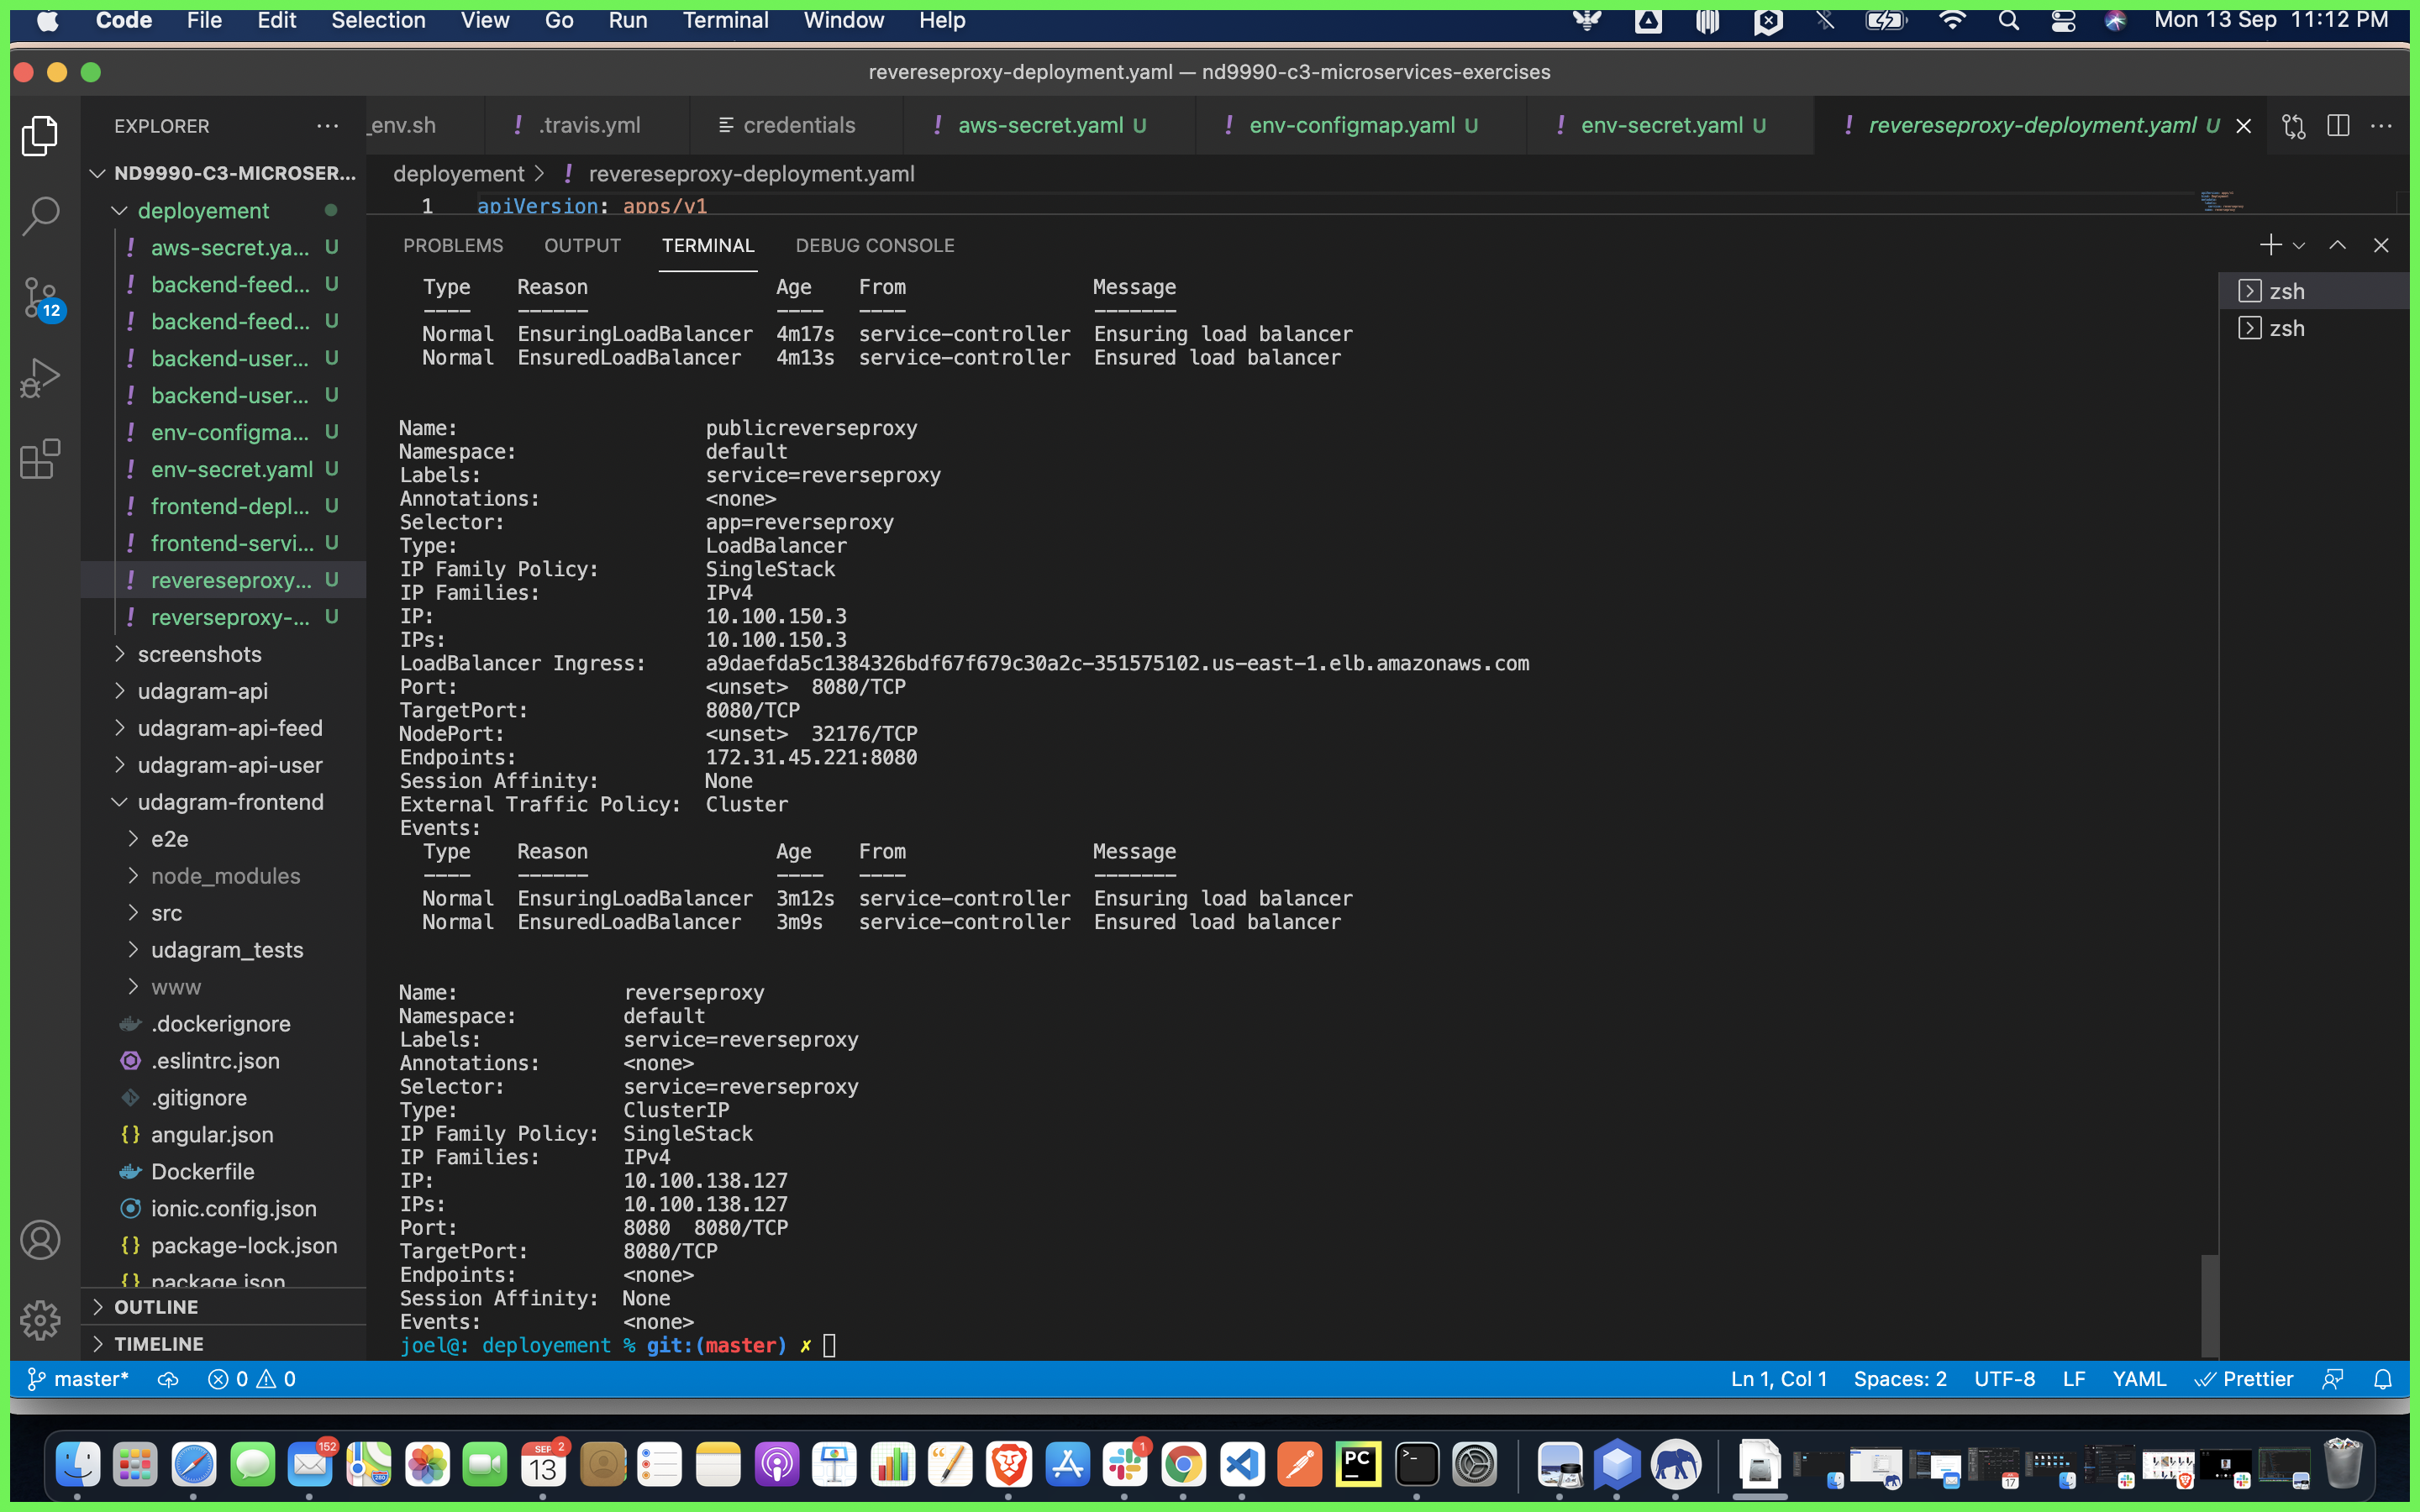 Code File Edit Selection View Go Run Terminal Window Help Mon 13 Sep 11:12 PM
revereseproxy-deployment.yaml — nd9990-c3-microservices-exercises
EXPLORER ···
_env.sh ! .travis.yml credentials ! aws-secret.yaml U ! env-configmap.yaml U ! env-secret.yaml U ! revereseproxy-deployment.yaml U
ND9990-C3-MICROSER...
deployement
! aws-secret.ya... U
! backend-feed... U
! backend-feed... U
! backend-user... U
! backend-user... U
! env-configma... U
! env-secret.yaml U
! frontend-depl... U
! frontend-servi... U
! revereseproxy... U
! reverseproxy-... U
screenshots
udagram-api
udagram-api-feed
udagram-api-user
udagram-frontend
e2e
node_modules
src
udagram_tests
www
.dockerignore
.eslintrc.json
.gitignore
{} angular.json
Dockerfile
ionic.config.json
{} package-lock.json
{} package.json
OUTLINE
TIMELINE
12
deployement > ! revereseproxy-deployment.yaml
1 apiVersion: apps/v1
PROBLEMS OUTPUT TERMINAL DEBUG CONSOLE
zsh
zsh
Type Reason Age From Message
---- ------ ---- ---- -------
Normal EnsuringLoadBalancer 4m17s service-controller Ensuring load balancer
Normal EnsuredLoadBalancer 4m13s service-controller Ensured load balancer
Name: publicreverseproxy
Namespace: default
Labels: service=reverseproxy
Annotations: <none>
Selector: app=reverseproxy
Type: LoadBalancer
IP Family Policy: SingleStack
IP Families: IPv4
IP: 10.100.150.3
IPs: 10.100.150.3
LoadBalancer Ingress: a9daefda5c1384326bdf67f679c30a2c-351575102.us-east-1.elb.amazonaws.com
Port: <unset> 8080/TCP
TargetPort: 8080/TCP
NodePort: <unset> 32176/TCP
Endpoints: 172.31.45.221:8080
Session Affinity: None
External Traffic Policy: Cluster
Events:
Type Reason Age From Message
---- ------ ---- ---- -------
Normal EnsuringLoadBalancer 3m12s service-controller Ensuring load balancer
Normal EnsuredLoadBalancer 3m9s service-controller Ensured load balancer
Name: reverseproxy
Namespace: default
Labels: service=reverseproxy
Annotations: <none>
Selector: service=reverseproxy
Type: ClusterIP
IP Family Policy: SingleStack
IP Families: IPv4
IP: 10.100.138.127
IPs: 10.100.138.127
Port: 8080 8080/TCP
TargetPort: 8080/TCP
Endpoints: <none>
Session Affinity: None
Events: <none>
joel@: deployement % git:(master) ✗
master* 0 0 Ln 1, Col 1 Spaces: 2 UTF-8 LF YAML Prettier
152 280 SEP 2 13 1 PC 17